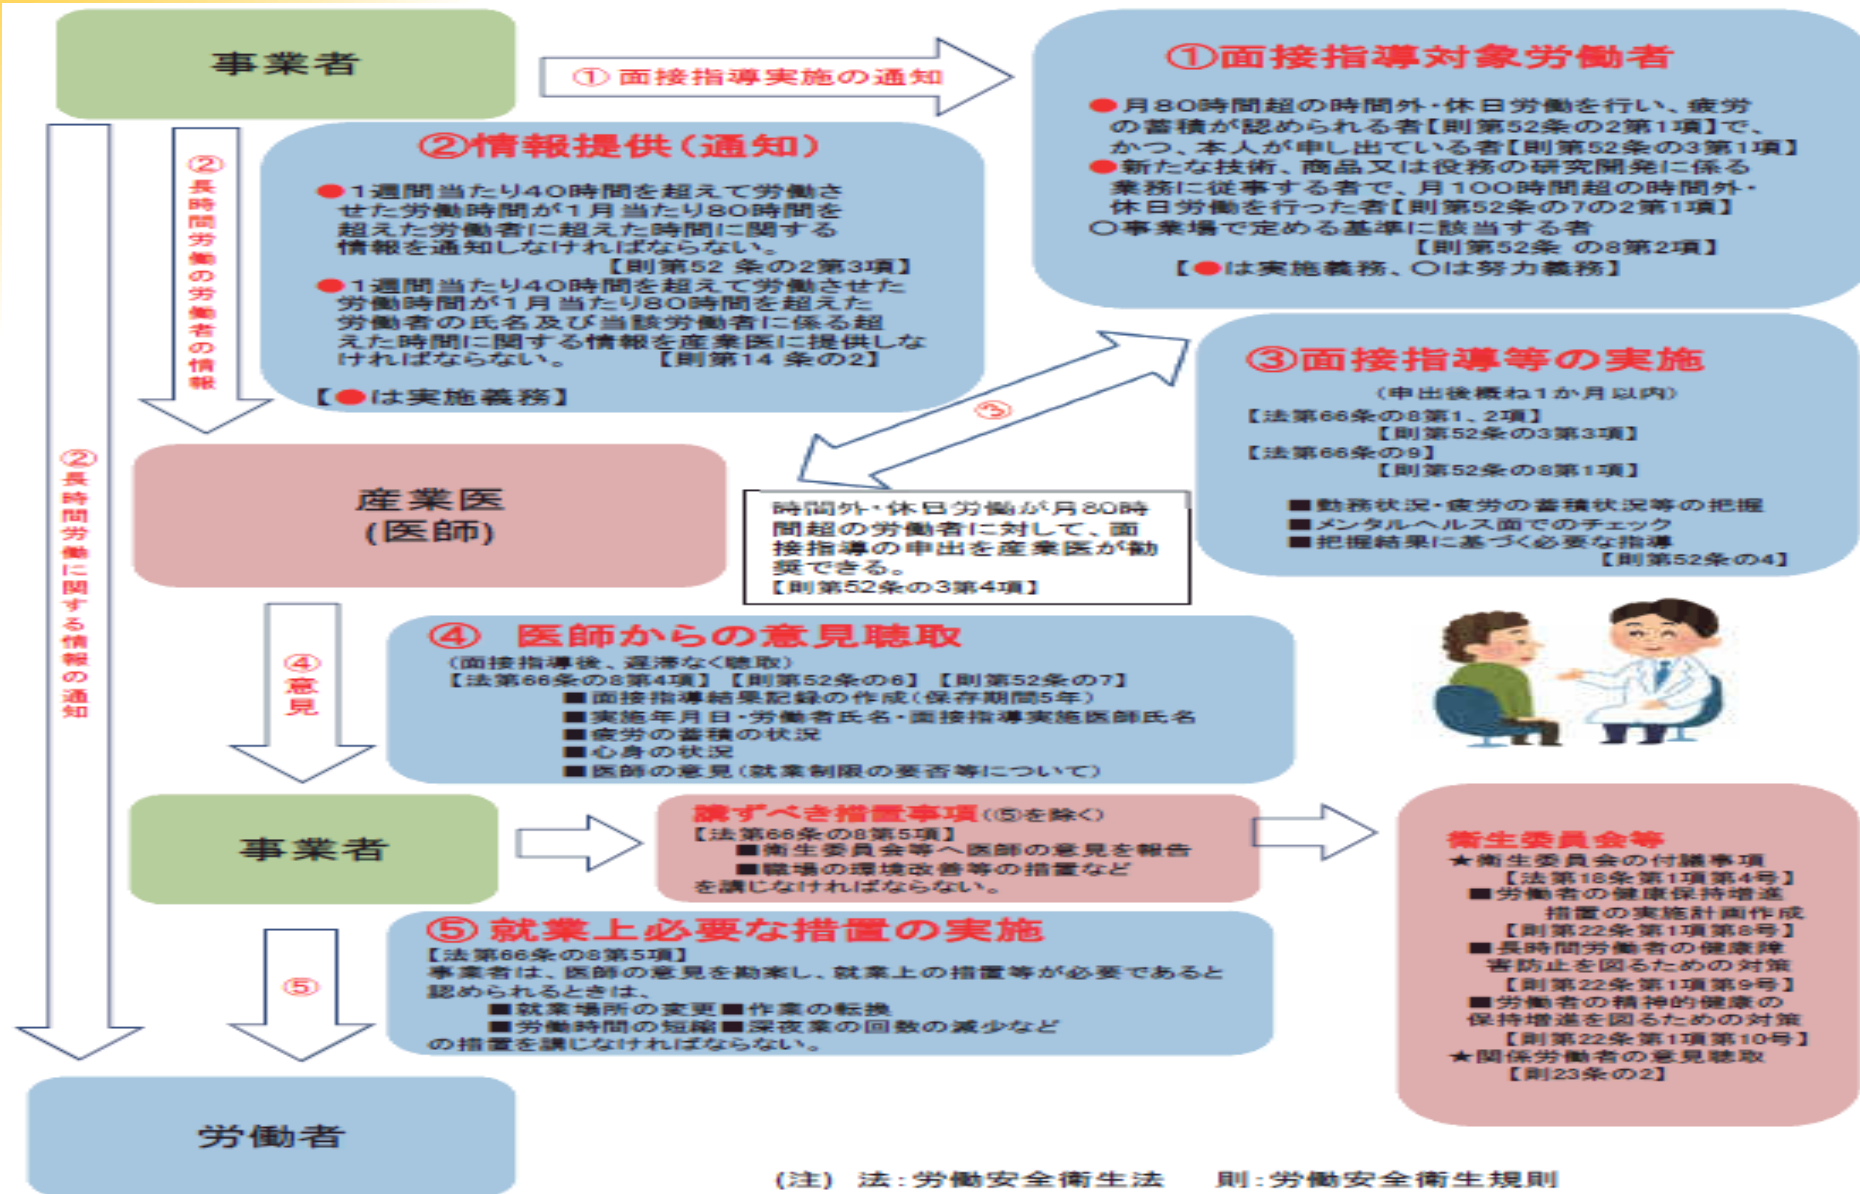 事業者
①面接指導実施の通知
①面接指導対象労働者
●月80時間超の時間外・休日労働を行い、疲労
の蓄積が認められる者【則第52条の2第1項】で、
かつ、本人が申し出ている者【則第52条の3第1項】
●新たな技術、商品又は役務の研究開発に係る
業務に従事する者で、月100時間超の時間外・
休日労働を行った者【則第52条の7の2第1項】
○事業場で定める基準に該当する者
【則第52条 の8第2項】
【●は実施義務、○は努力義務】
②長時間労働の労働者の情報
②情報提供(通知)
●1週間当たり40時間を超えて労働さ
せた労働時間が1月当たり80時間を
超えた労働者に超えた時間に関する
情報を通知しなければならない。
【則第52 条の2第3項】
●1週間当たり40時間を超えて労働させた
労働時間が1月当たり80時間を超えた
労働者の氏名及び当該労働者に係る超
えた時間に関する情報を産業医に提供しな
ければならない。 【則第14 条の2】
【●は実施義務】
③
③面接指導等の実施
(申出後概ね1か月以内)
【法第66条の8第1、2項】
【則第52条の3第3項】
【法第66条の9】
【則第52条の8第1項】
■勤務状況・疲労の蓄積状況等の把握
■メンタルヘルス面でのチェック
■把握結果に基づく必要な指導
【則第52条の4】
②長時間労働に関する情報の通知
産業医
(医師)
時間外・休日労働が月80時
間超の労働者に対して、面
接指導の申出を産業医が勧
奨できる。
【則第52条の3第4項】
④意見
④ 医師からの意見聴取
(面接指導後、遅滞なく聴取)
【法第66条の8第4項】【則第52条の6】【則第52条の7】
■面接指導結果記録の作成(保存期間5年)
■実施年月日・労働者氏名・面接指導実施医師氏名
■疲労の蓄積の状況
■心身の状況
■医師の意見(就業制限の要否等について)
事業者
講ずべき措置事項(⑤を除く)
【法第66条の8第5項】
■衛生委員会等へ医師の意見を報告
■職場の環境改善等の措置など
を講じなければならない。
衛生委員会等
★衛生委員会の付議事項
【法第18条第1項第4号】
■労働者の健康保持増進
措置の実施計画作成
【則第22条第1項第8号】
■長時間労働者の健康障
害防止を図るための対策
【則第22条第1項第9号】
■労働者の精神的健康の
保持増進を図るための対策
【則第22条第1項第10号】
★関係労働者の意見聴取
【則23条の2】
⑤
⑤就業上必要な措置の実施
【法第66条の8第5項】
事業者は、医師の意見を勘案し、就業上の措置等が必要であると
認められるときは、
■就業場所の変更■作業の転換
■労働時間の短縮■深夜業の回数の減少など
の措置を講じなければならない。
労働者
(注) 法:労働安全衛生法 則:労働安全衛生規則